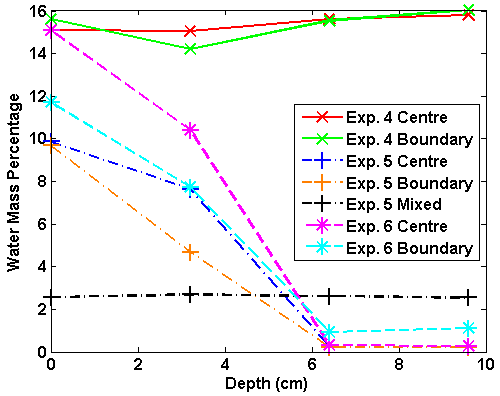 16
14
12
10
8
6
4
2
0
Water Mass Percentage
Exp. 4 Centre
Exp. 4 Boundary
Exp. 5 Centre
Exp. 5 Boundary
Exp. 5 Mixed
Exp. 6 Centre
Exp. 6 Boundary
0 2 4 6 8 10
Depth (cm)